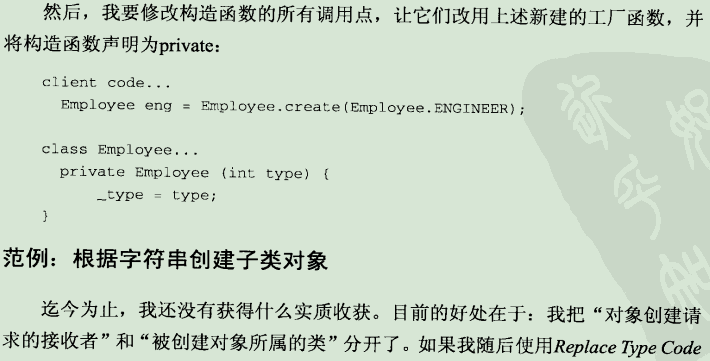 然后，我要修改构造函数的所有调用点，让它们改用上述新建的工厂函数，并
将构造函数声明为private：
client code...
Employee eng = Employee.create(Employee.ENGINEER);
class Employee...
private Employee (int type) {
_type = type;
}
范例：根据字符串创建子类对象
迄今为止，我还没有获得什么实质收获。目前的好处在于：我把“对象创建请
求的接收者”和“被创建对象所属的类”分开了。如果我随后使用Replace Type Code